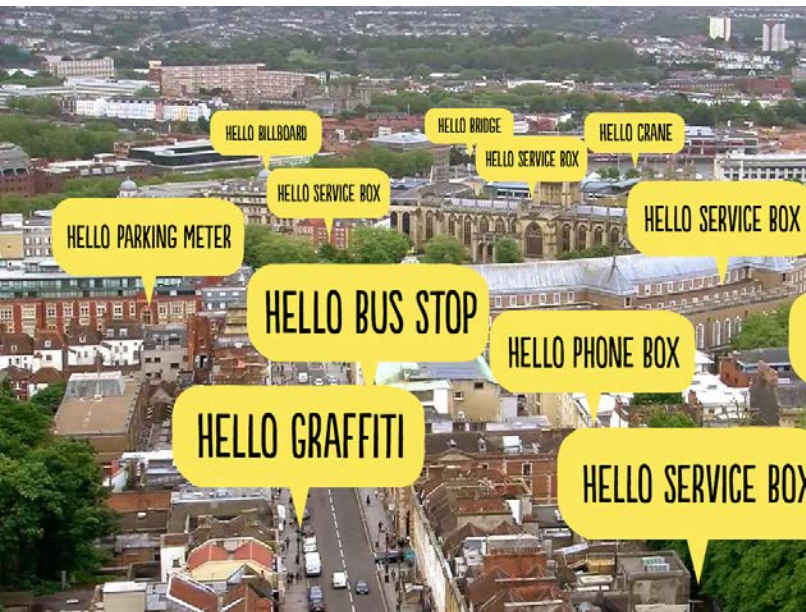 HELLO BILLBOARD
HELLO BRIDGE
HELLO CRANE
HELLO SERVICE BOX
HELLO SERVICE BOX
HELLO SERVICE BOX
HELLO PARKING METER
HELLO BUS STOP
HELLO PHONE BOX
HELLO GRAFFITI
HELLO SERVICE BOX